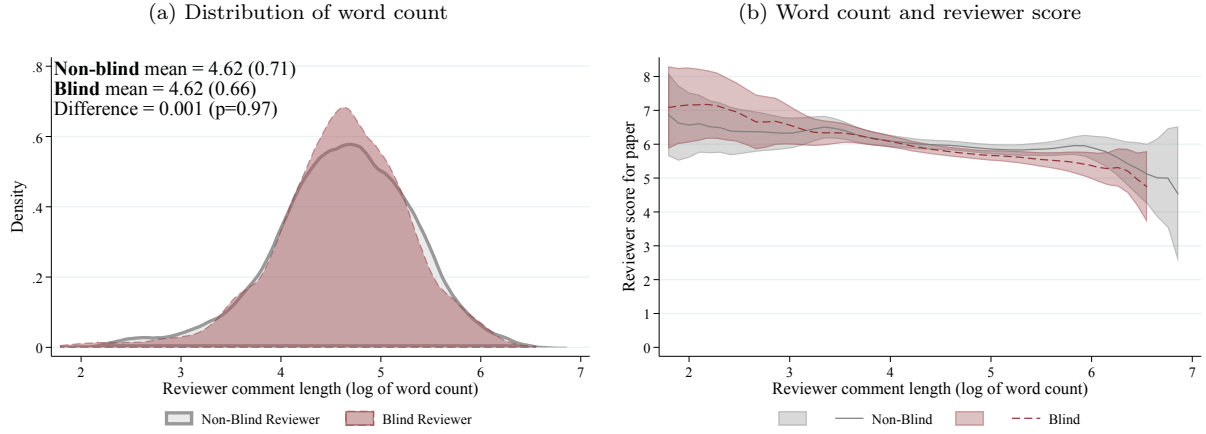 (a) Distribution of word count
Non-blind mean = 4.62 (0.71)
Blind mean = 4.62 (0.66)
Difference = 0.001 (p=0.97)
.8
.6
.4
.2
0
Density
2 3 4 5 6 7
Reviewer comment length (log of word count)
Non-Blind Reviewer Blind Reviewer
(b) Word count and reviewer score
8
7
6
5
4
3
2
1
0
Reviewer score for paper
2 3 4 5 6 7
Reviewer comment length (log of word count)
Non-Blind Blind